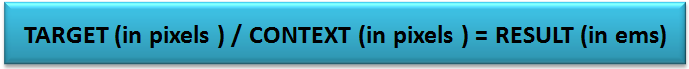 TARGET (in pixels ) / CONTEXT (in pixels ) = RESULT (in ems)